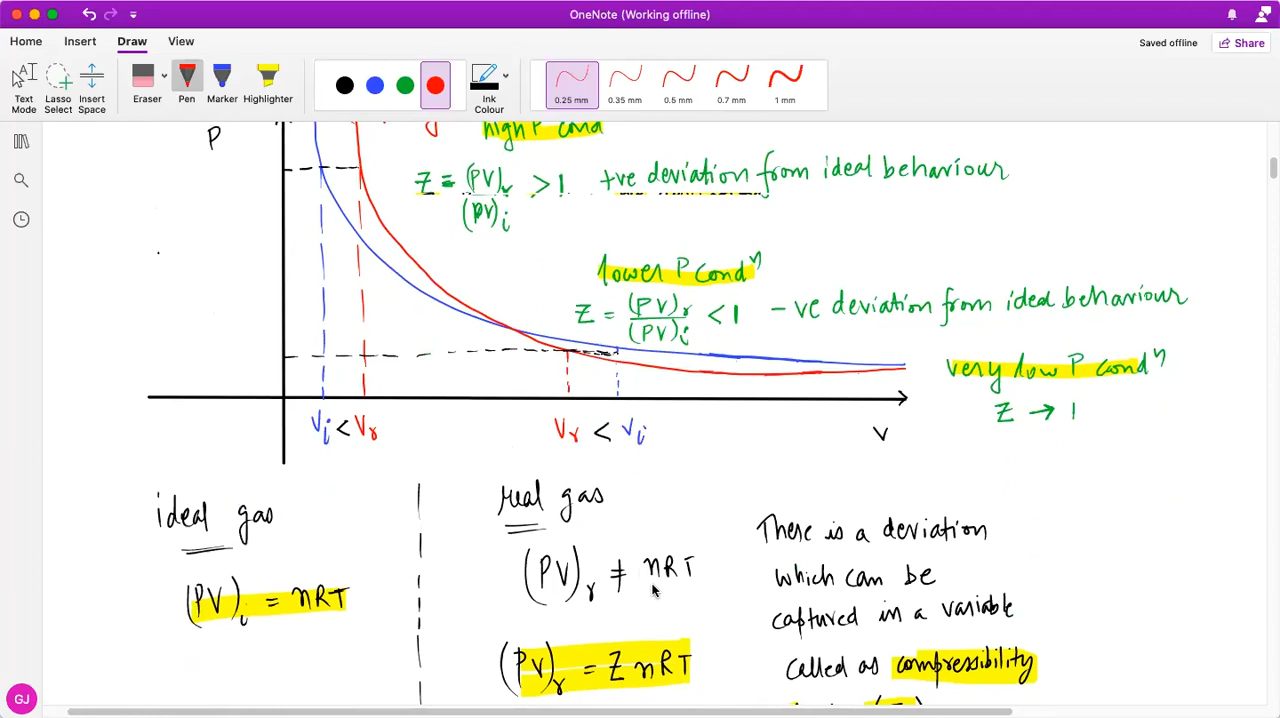 OneNote (Working offline)
Home Insert Draw View
Saved offline
Share
Text Mode
Lasso Select
Insert Space
Eraser
Pen
Marker
Highlighter
0.25 mm
0.35 mm
0.5 mm
0.7 mm
1 mm
Ink Colour
P
high P cond
Z = (PV)r / (PV)i > 1 +ve deviation from ideal behaviour
lower P condⁿ
Z = (PV)r / (PV)i < 1 - ve deviation from ideal behaviour
very low P condⁿ
Z → 1
Vi < Vr
Vr < Vi
V
ideal gas
(PV)i = nRT
real gas
(PV)r ≠ nRT
(PV)r = Z nRT
There is a deviation
which can be
captured in a variable
called as compressibility
GJ